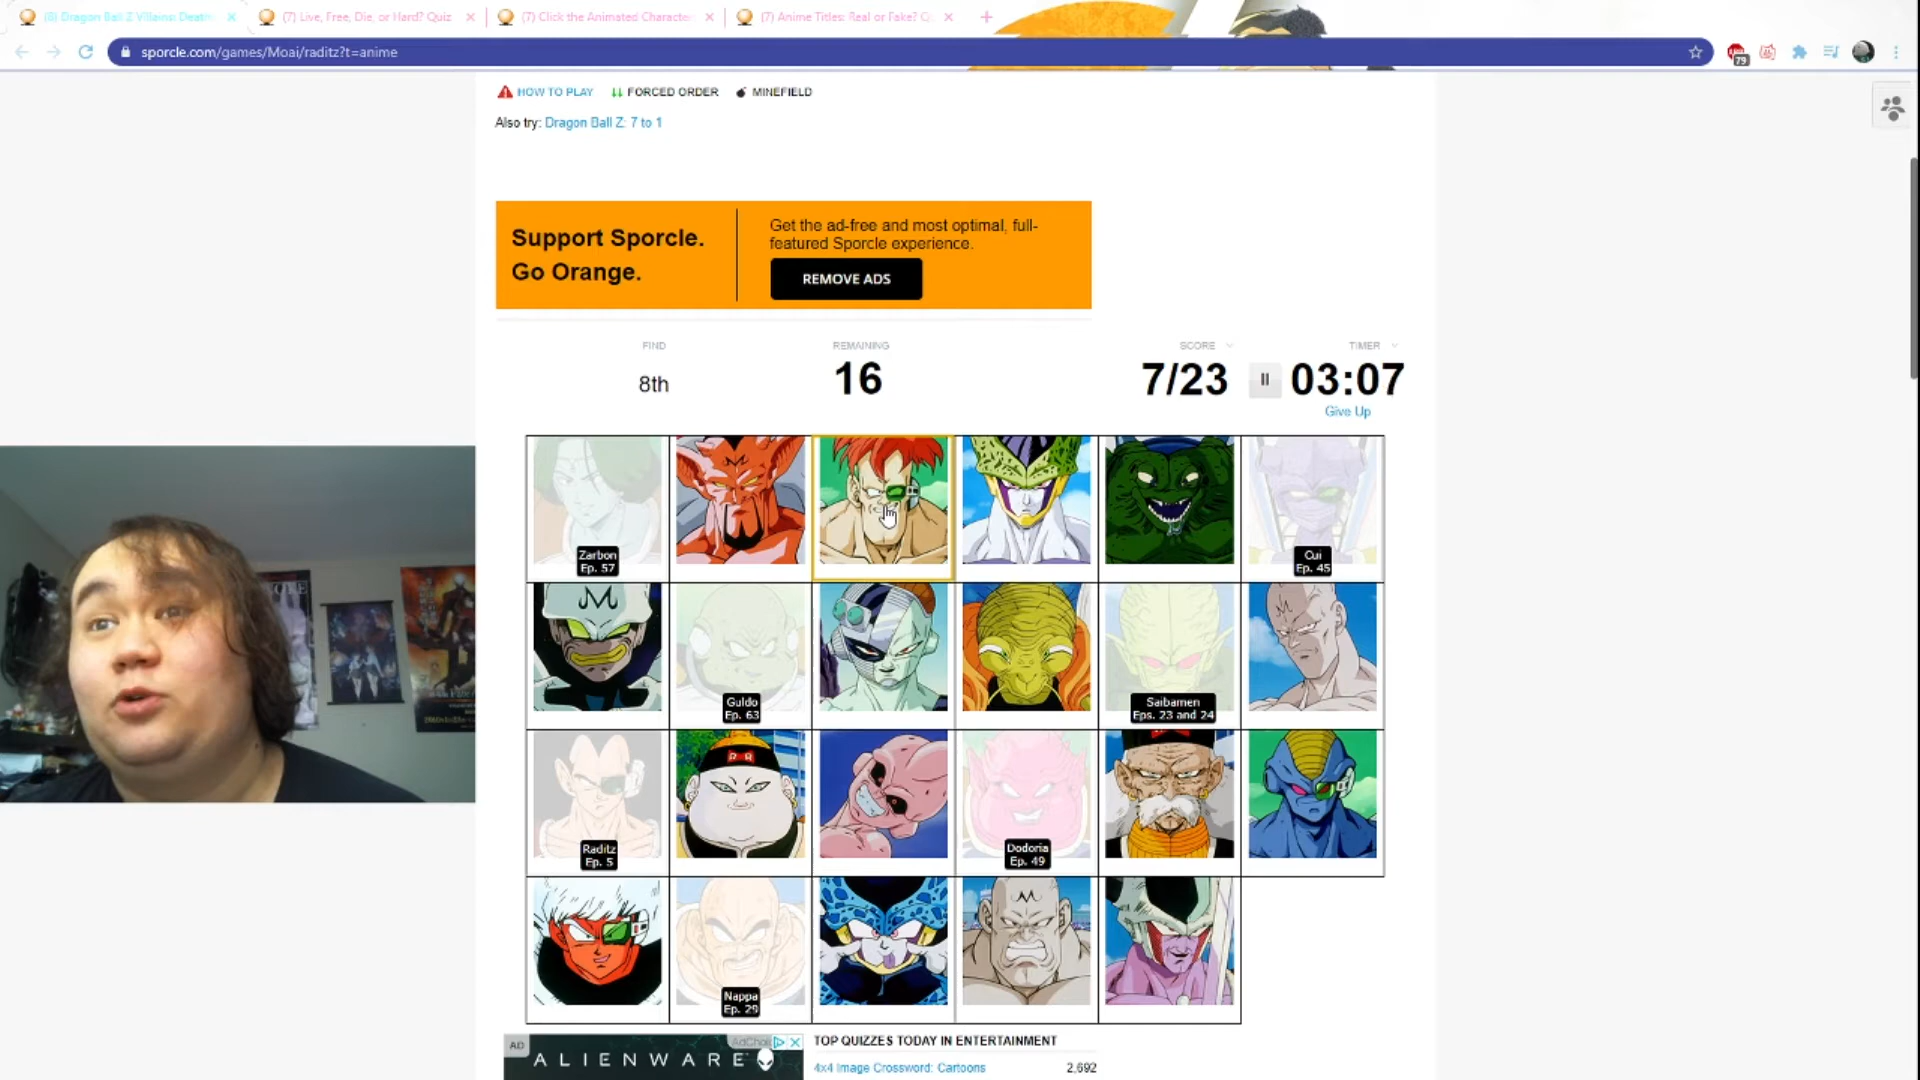 (6) Dragon Ball Z Villains: Death
(7) Live, Free, Die, or Hard? Quiz
(7) Click the Animated Character
(7) Anime Titles: Real or Fake? Q
sporcle.com/games/Moai/raditz?t=anime
79
HOW TO PLAY
FORCED ORDER
MINEFIELD
Also try: Dragon Ball Z: 7 to 1
Support Sporcle.
Go Orange.
Get the ad-free and most optimal, full-
featured Sporcle experience.
REMOVE ADS
FIND
REMAINING
SCORE
TIMER
8th
16
7/23
03:07
Give Up
Zarbon
Ep. 57
Cui
Ep. 45
Guldo
Ep. 63
Saibamen
Eps. 23 and 24
Raditz
Ep. 5
RR
Dodoria
Ep. 49
Nappa
Ep. 29
AD
AdChoi
ALIENWARE
TOP QUIZZES TODAY IN ENTERTAINMENT
4x4 Image Crossword: Cartoons
2,692